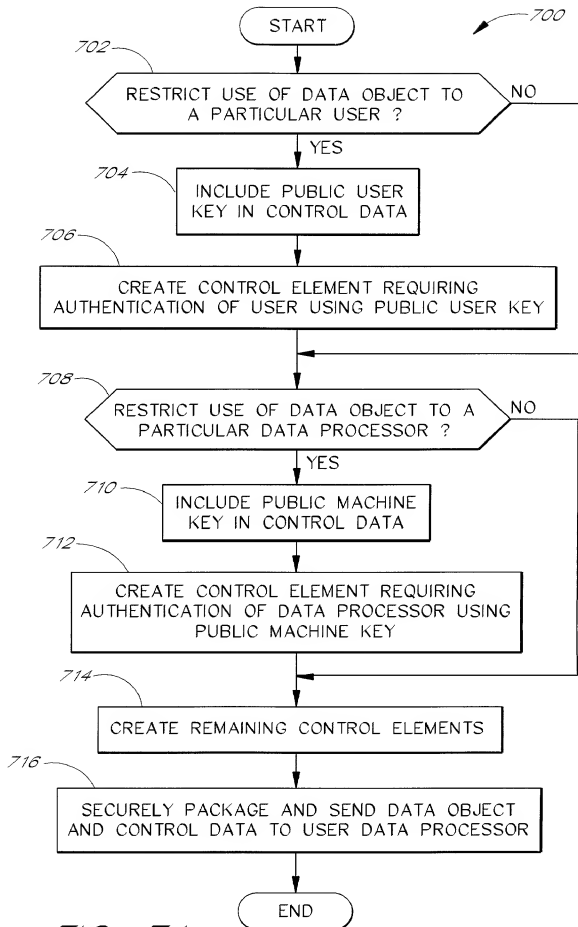 START
700
702
RESTRICT USE OF DATA OBJECT TO
A PARTICULAR USER ?
NO
YES
704
INCLUDE PUBLIC USER
KEY IN CONTROL DATA
706
CREATE CONTROL ELEMENT REQUIRING
AUTHENTICATION OF USER USING PUBLIC USER KEY
708
RESTRICT USE OF DATA OBJECT TO A
PARTICULAR DATA PROCESSOR ?
NO
YES
710
INCLUDE PUBLIC MACHINE
KEY IN CONTROL DATA
712
CREATE CONTROL ELEMENT REQUIRING
AUTHENTICATION OF DATA PROCESSOR USING
PUBLIC MACHINE KEY
714
CREATE REMAINING CONTROL ELEMENTS
716
SECURELY PACKAGE AND SEND DATA OBJECT
AND CONTROL DATA TO USER DATA PROCESSOR
END